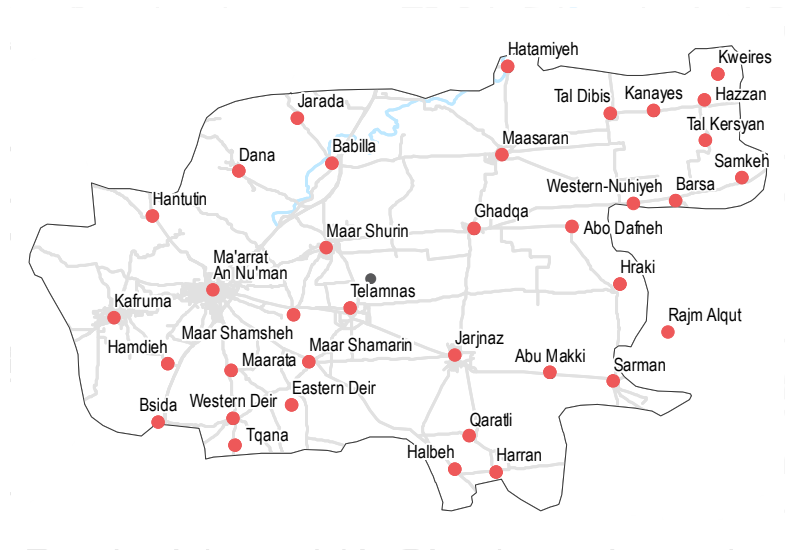 Hatamiyeh
Kweires
Tal Dibis
Kanayes
Hazzan
Jarada
Tal Kersyan
Babilla
Maasaran
Dana
Samkeh
Western-Nuhiyeh
Barsa
Hantutin
Ghadqa
Maar Shurin
Abo Dafneh
Ma'arrat
An Nu'man
Hraki
Telamnas
Kafruma
Rajm Alqut
Maar Shamsheh
Jarjnaz
Hamdieh
Maar Shamarin
Maarata
Abu Makki
Sarman
Eastern Deir
Bsida
Western Deir
Qaratli
Tqana
Halbeh
Harran